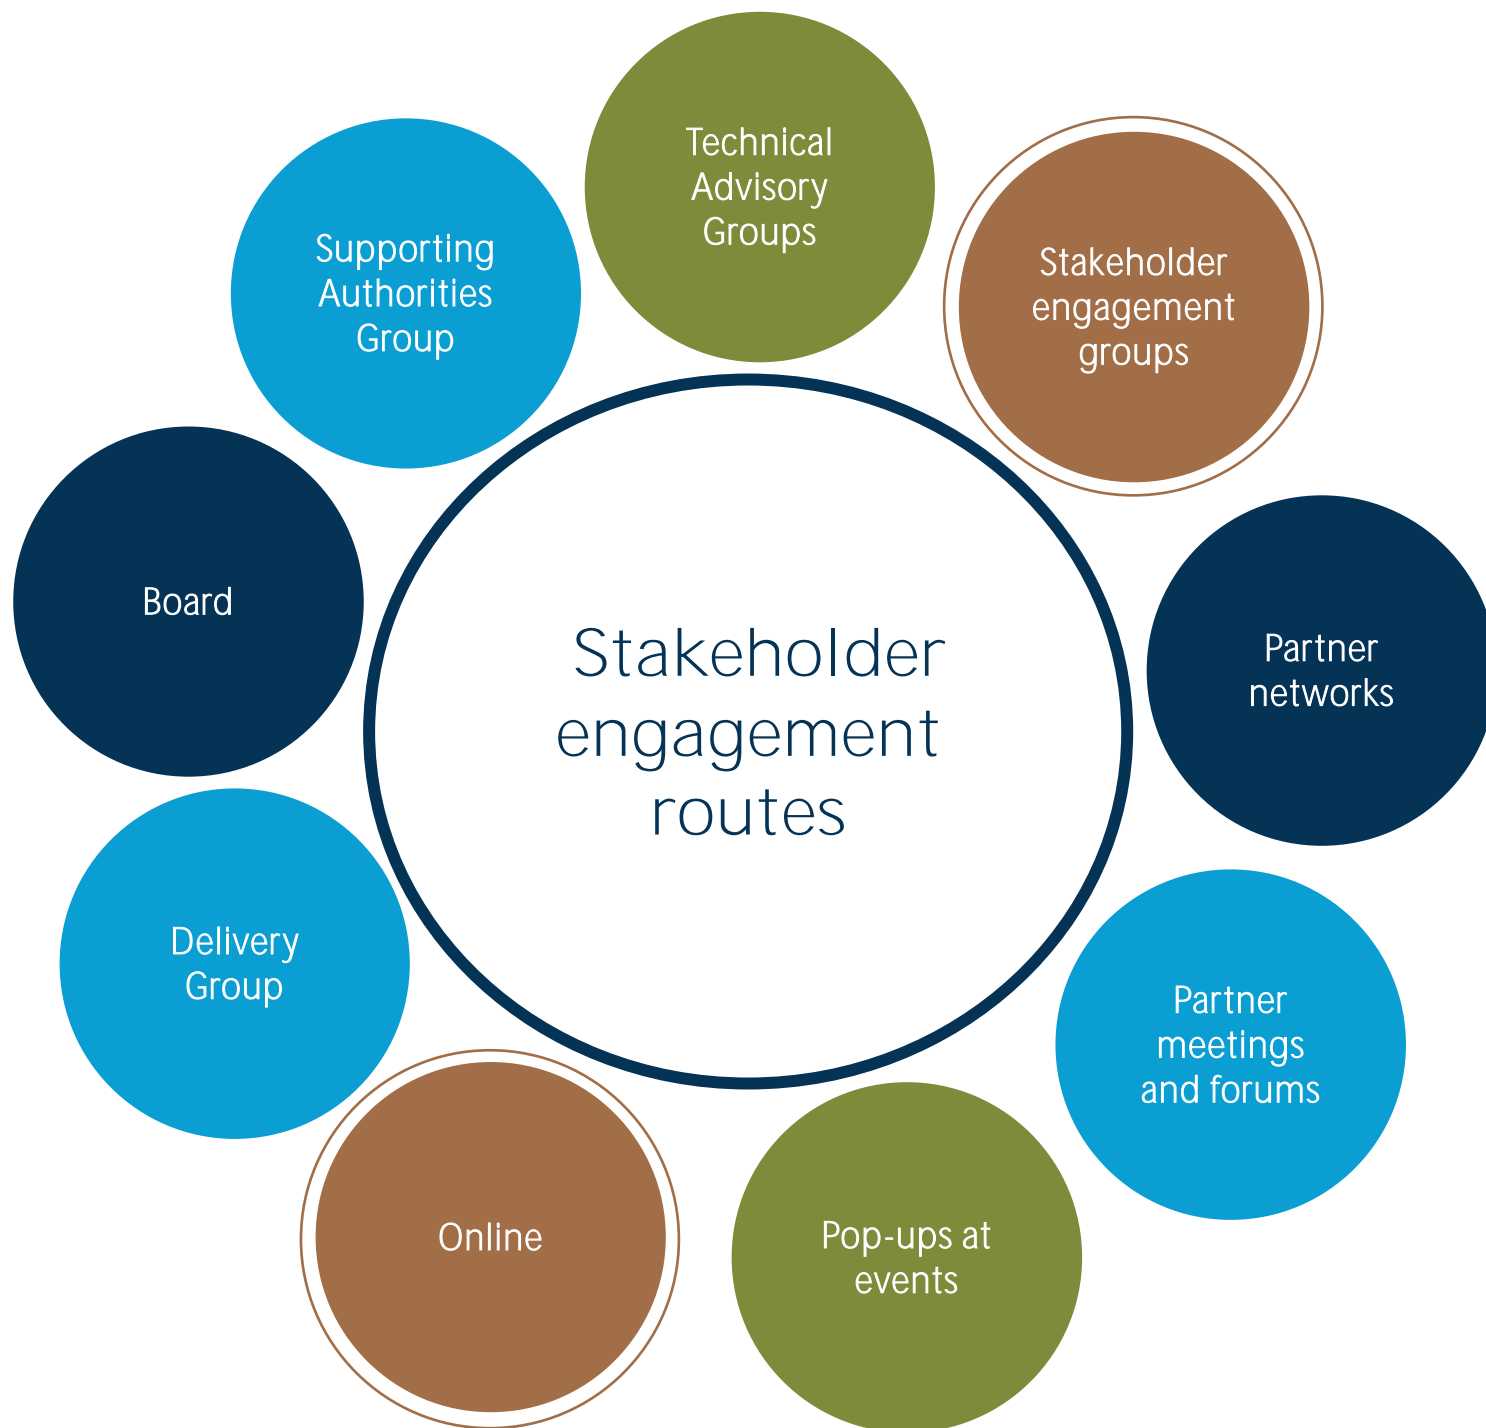 Technical
Advisory
Groups
Stakeholder
engagement
groups
Supporting
Authorities
Group
Board
Partner
networks
Stakeholder
engagement
routes
Delivery
Group
Partner
meetings
and forums
Online
Pop-ups at
events